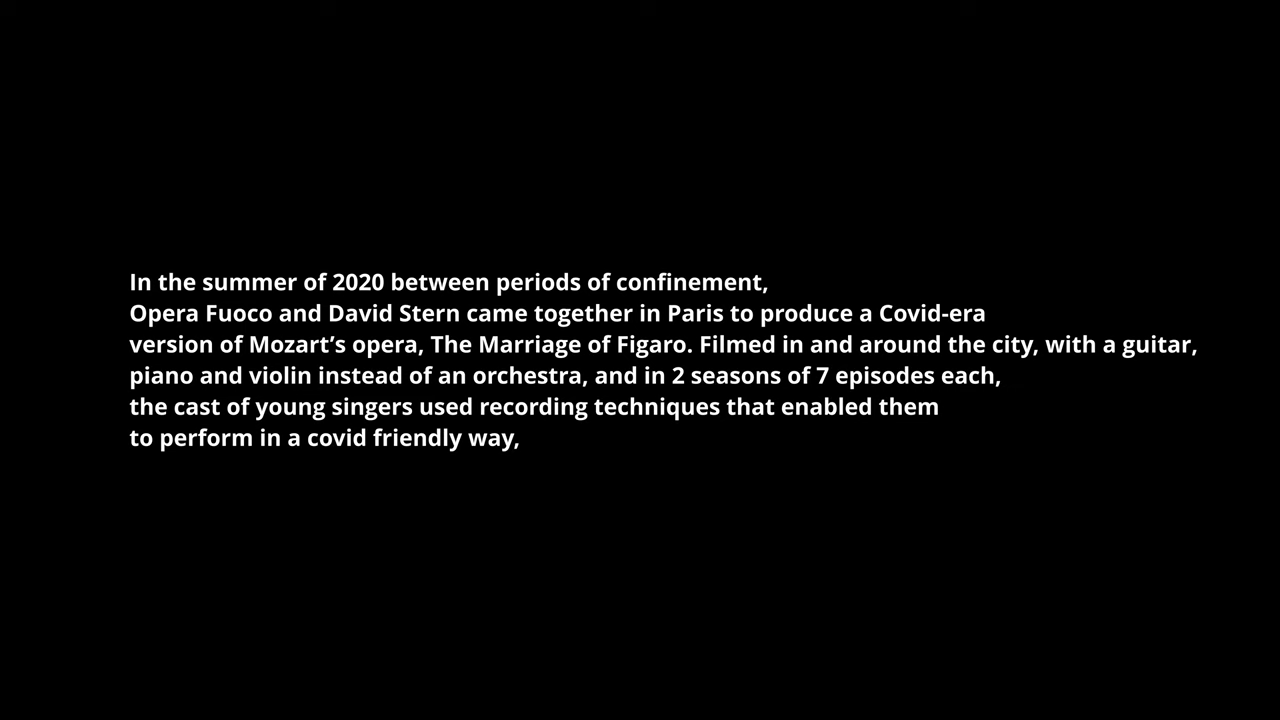 In the summer of 2020 between periods of confinement,
Opera Fuoco and David Stern came together in Paris to produce a Covid-era
version of Mozart’s opera, The Marriage of Figaro. Filmed in and around the city, with a guitar,
piano and violin instead of an orchestra, and in 2 seasons of 7 episodes each,
the cast of young singers used recording techniques that enabled them
to perform in a covid friendly way,